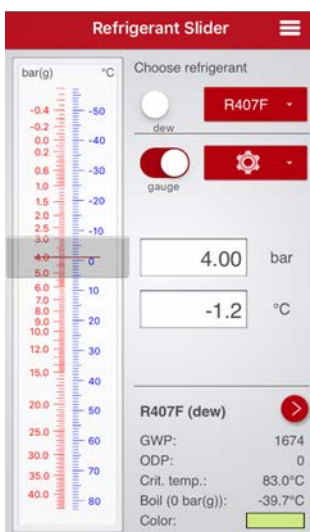 Refrigerant Slider
bar(g) °C
Choose refrigerant
R407F
dew
gauge
-0.4
-0.2
0.0
0.2
0.6
1.0
1.5
2.0
2.5
3.0
4.0
5.0
6.0
7.0
8.0
9.0
10.0
12.0
15.0
20.0
25.0
30.0
35.0
40.0
-50
-40
-30
-20
-10
0
10
20
30
40
50
60
70
80
4.00 bar
-1.2 °C
R407F (dew)
GWP: 1674
ODP: 0
Crit. temp.: 83.0°C
Boil (0 bar(g)): -39.7°C
Color: